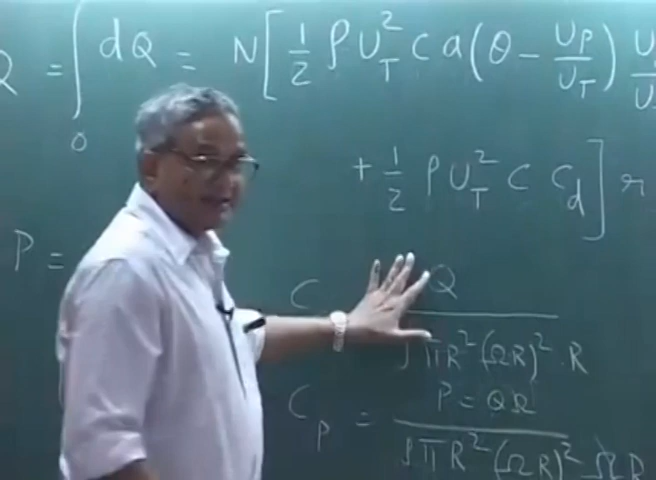 Q = ∫₀ dQ = N[ 1/2 ρ U_T² C a (θ − U_P/U_T) U
+ 1/2 ρ U_T² C C_d ] r
P =
C Q / ρπR²(ΩR)²·R
C_P = P = QΩ / ρπR²(ΩR)² ΩR